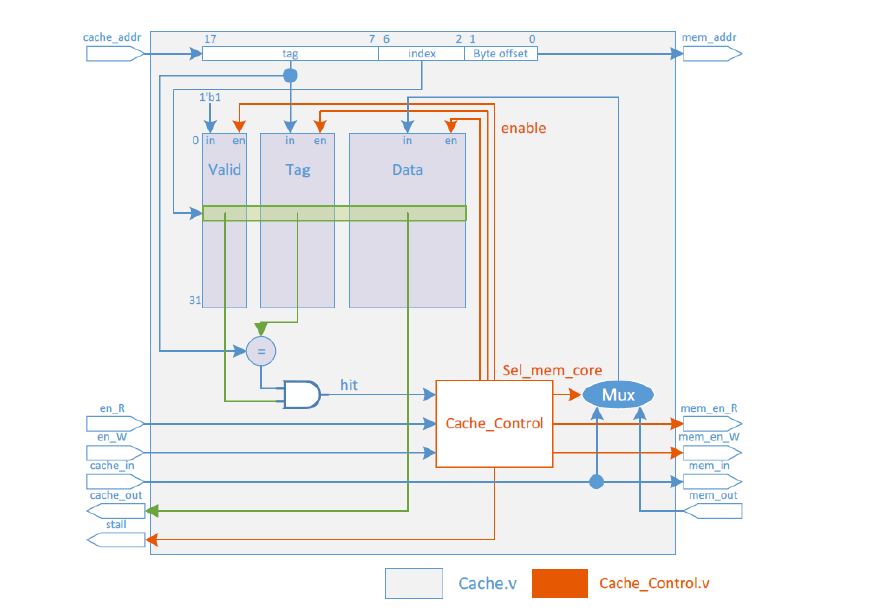 cache_addr 17 7 6 2 1 0 mem_addr
tag index Byte offset
1'b1
enable
0 in en in en in en
Valid Tag Data
31
=
Sel_mem_core
hit Mux
en_R Cache_Control mem_en_R
en_W mem_en_W
cache_in mem_in
cache_out mem_out
stall
Cache.v Cache_Control.v